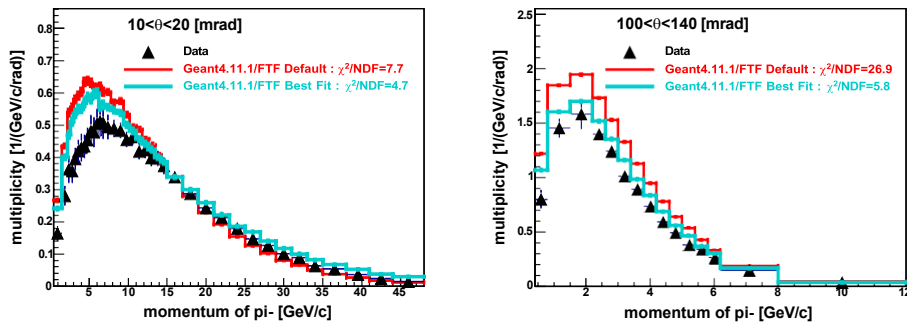 10<θ<20 [mrad]
Data
Geant4.11.1/FTF Default : χ²/NDF=7.7
Geant4.11.1/FTF Best Fit : χ²/NDF=4.7
multiplicity [1/(GeV/c/rad)]
0.8
0.7
0.6
0.5
0.4
0.3
0.2
0.1
0
5 10 15 20 25 30 35 40 45
momentum of pi- [GeV/c]
100<θ<140 [mrad]
Data
Geant4.11.1/FTF Default : χ²/NDF=26.9
Geant4.11.1/FTF Best Fit : χ²/NDF=5.8
multiplicity [1/(GeV/c/rad)]
2.5
2
1.5
1
0.5
0
2 4 6 8 10 12
momentum of pi- [GeV/c]